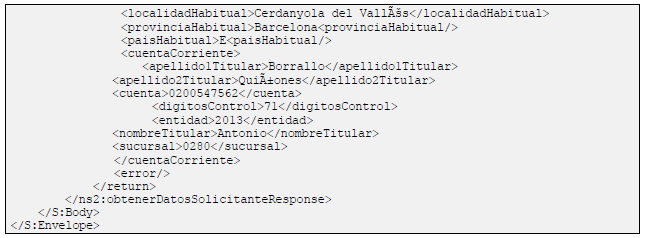 <localidadHabitual>Cerdanyola del VallÃšs</localidadHabitual>
<provinciaHabitual>Barcelona<provinciaHabitual/>
<paisHabitual>E<paisHabitual/>
<cuentaCorriente>
<apellido1Titular>Borrallo</apellido1Titular>
<apellido2Titular>QuiÃ±ones</apellido2Titular>
<cuenta>0200547562</cuenta>
<digitosControl>71</digitosControl>
<entidad>2013</entidad>
<nombreTitular>Antonio</nombreTitular>
<sucursal>0280</sucursal>
</cuentaCorriente>
<error/>
</return>
</ns2:obtenerDatosSolicitanteResponse>
</S:Body>
</S:Envelope>